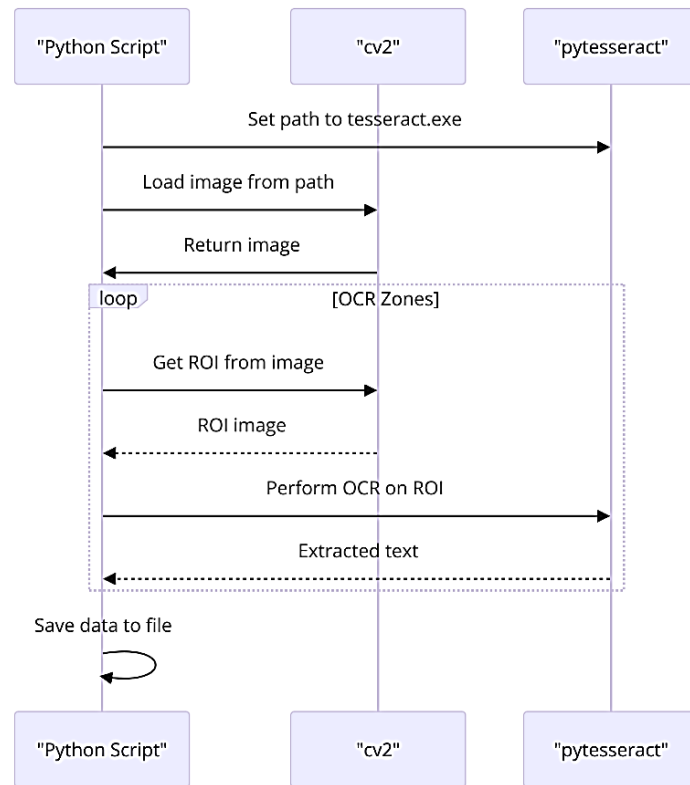 "Python Script" "cv2" "pytesseract"
Set path to tesseract.exe
Load image from path
Return image
loop [OCR Zones]
Get ROI from image
ROI image
Perform OCR on ROI
Extracted text
Save data to file
"Python Script" "cv2" "pytesseract"